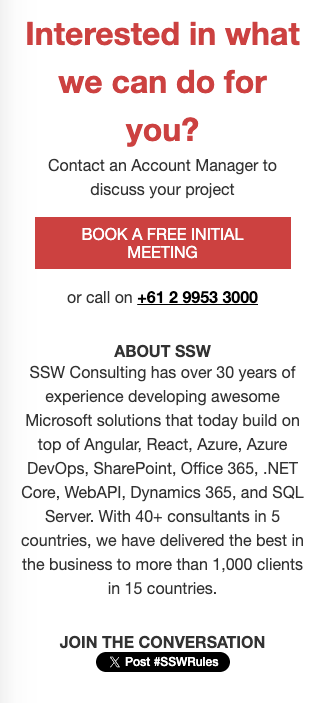 Interested in what
we can do for
you?
Contact an Account Manager to
discuss your project
BOOK A FREE INITIAL
MEETING
or call on +61 2 9953 3000
ABOUT SSW
SSW Consulting has over 30 years of
experience developing awesome
Microsoft solutions that today build on
top of Angular, React, Azure, Azure
DevOps, SharePoint, Office 365, .NET
Core, WebAPI, Dynamics 365, and SQL
Server. With 40+ consultants in 5
countries, we have delivered the best in
the business to more than 1,000 clients
in 15 countries.
JOIN THE CONVERSATION
Post #SSWRules